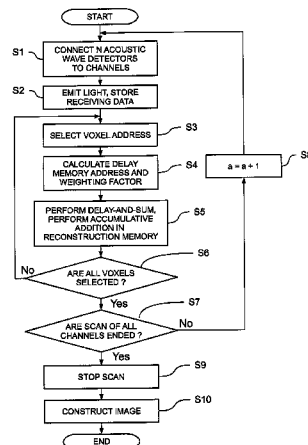 START
S1
CONNECT N ACOUSTIC
WAVE DETECTORS
TO CHANNELS
S2
EMIT LIGHT, STORE
RECEIVING DATA
S3
SELECT VOXEL ADDRESS
S4
CALCULATE DELAY
MEMORY ADDRESS AND
WEIGHTING FACTOR
S5
PERFORM DELAY-AND-SUM,
PERFORM ACCUMULATIVE
ADDITION IN
RECONSTRUCTION MEMORY
S6
No
ARE ALL VOXELS
SELECTED ?
Yes
S7
ARE SCAN OF ALL
CHANNELS ENDED ?
No
a = a + 1
Yes
S9
STOP SCAN
S10
CONSTRUCT IMAGE
END